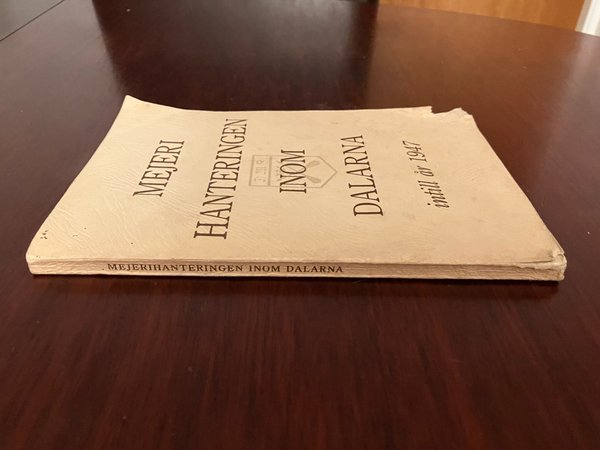 MEJERI
HANTERINGEN
INOM
DALARNA
intill år 1947
MEJERIHANTERINGEN INOM DALARNA